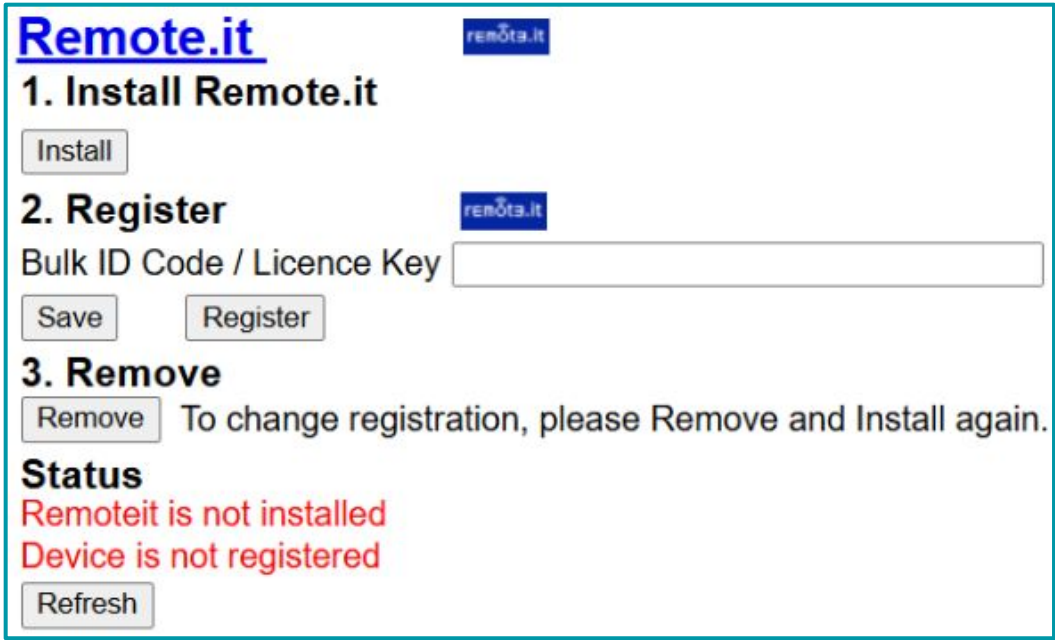 Remote.it remote.it
1. Install Remote.it
Install
2. Register remote.it
Bulk ID Code / Licence Key
Save Register
3. Remove
Remove To change registration, please Remove and Install again.
Status
Remoteit is not installed
Device is not registered
Refresh